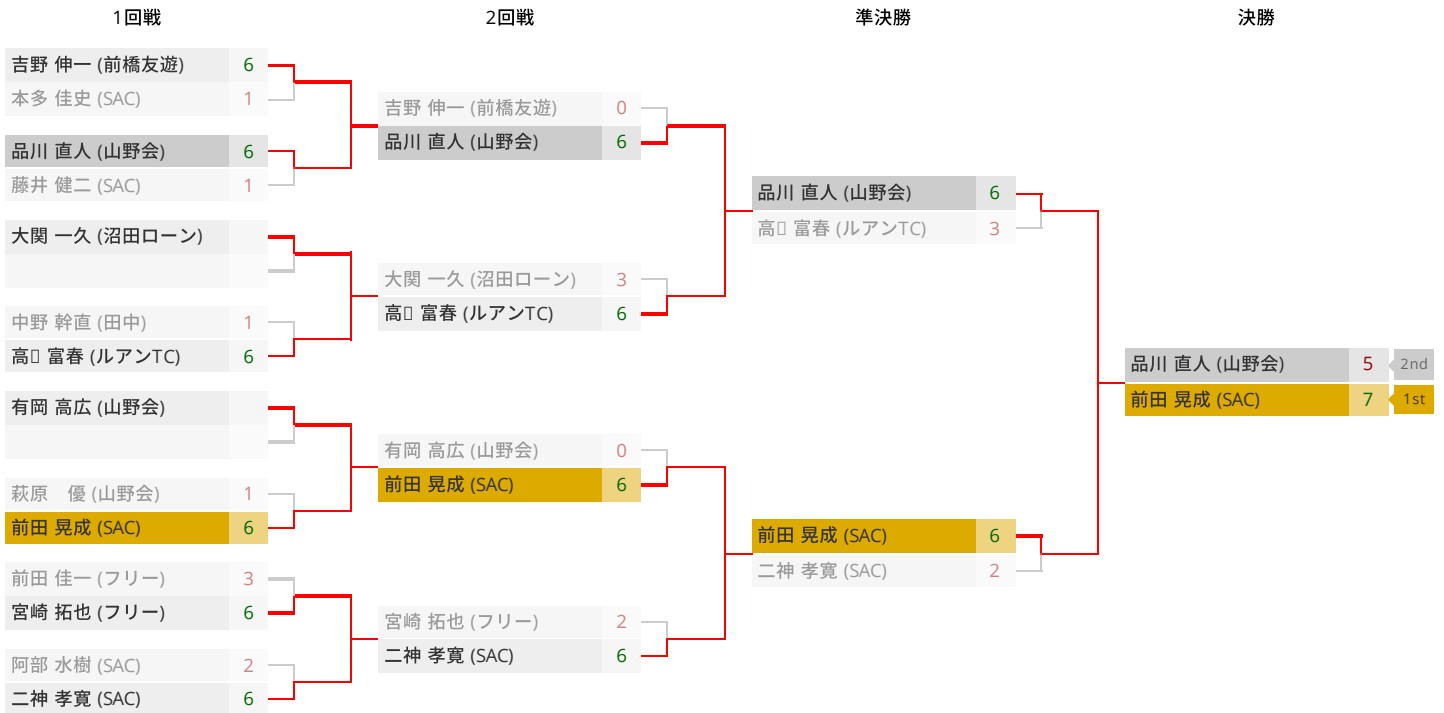 1回戦
2回戦
準決勝
決勝
吉野 伸一 (前橋友遊) 6
本多 佳史 (SAC) 1
品川 直人 (山野会) 6
藤井 健二 (SAC) 1
大関 一久 (沼田ローン)
中野 幹直 (田中) 1
高 富春 (ルアンTC) 6
有岡 高広 (山野会)
萩原　優 (山野会) 1
前田 晃成 (SAC) 6
前田 佳一 (フリー) 3
宮崎 拓也 (フリー) 6
阿部 水樹 (SAC) 2
二神 孝寛 (SAC) 6
吉野 伸一 (前橋友遊) 0
品川 直人 (山野会) 6
大関 一久 (沼田ローン) 3
高 富春 (ルアンTC) 6
有岡 高広 (山野会) 0
前田 晃成 (SAC) 6
宮崎 拓也 (フリー) 2
二神 孝寛 (SAC) 6
品川 直人 (山野会) 6
高 富春 (ルアンTC) 3
前田 晃成 (SAC) 6
二神 孝寛 (SAC) 2
品川 直人 (山野会) 5 2nd
前田 晃成 (SAC) 7 1st